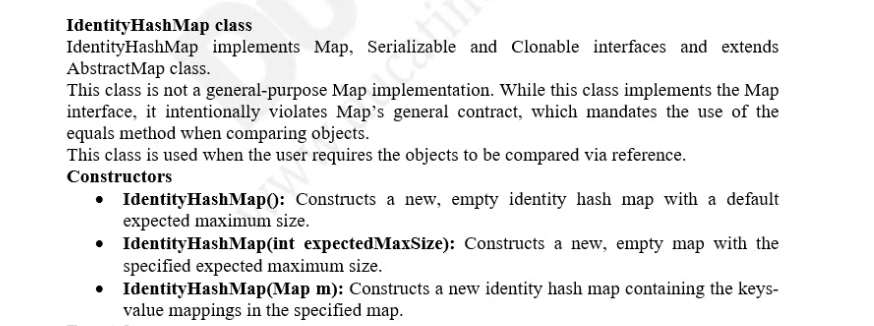 IdentityHashMap class
IdentityHashMap implements Map, Serializable and Clonable interfaces and extends
AbstractMap class.
This class is not a general-purpose Map implementation. While this class implements the Map
interface, it intentionally violates Map's general contract, which mandates the use of the
equals method when comparing objects.
This class is used when the user requires the objects to be compared via reference.
Constructors
• IdentityHashMap(): Constructs a new, empty identity hash map with a default
expected maximum size.
• IdentityHashMap(int expectedMaxSize): Constructs a new, empty map with the
specified expected maximum size.
• IdentityHashMap(Map m): Constructs a new identity hash map containing the keys-
value mappings in the specified map.